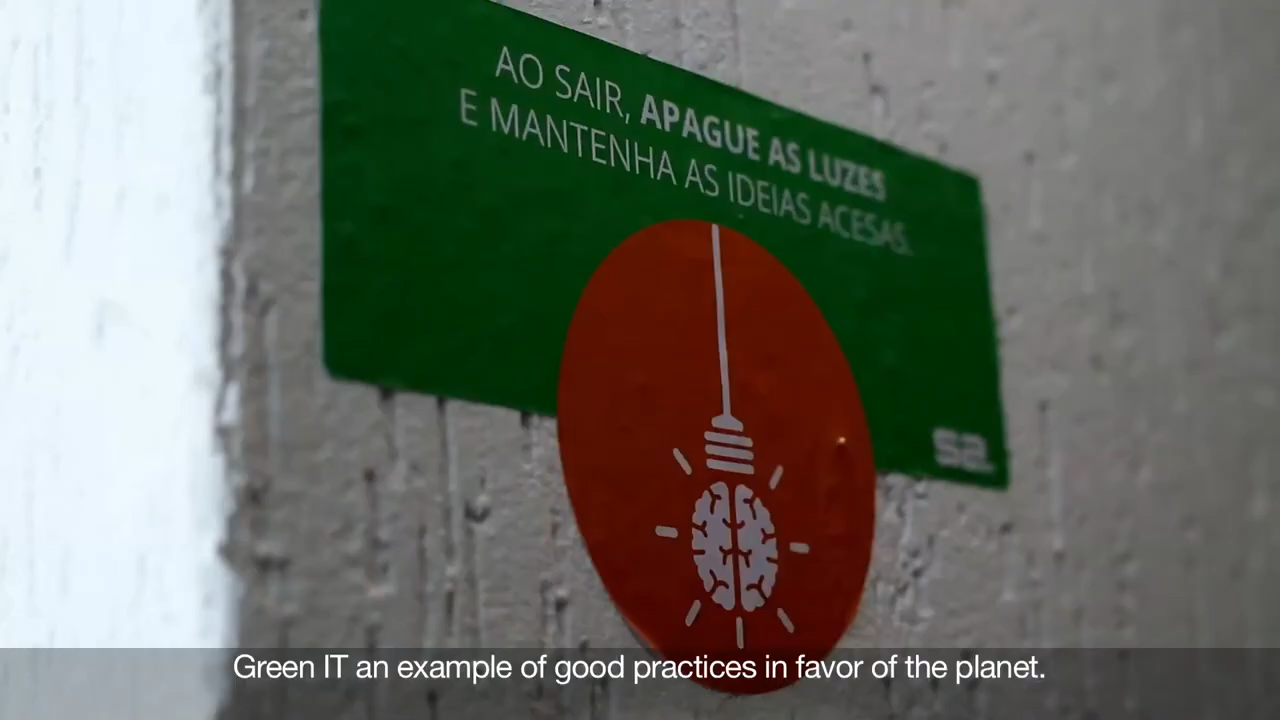 AO SAIR, APAGUE AS LUZES
E MANTENHA AS IDEIAS ACESAS.
S2.
Green IT an example of good practices in favor of the planet.